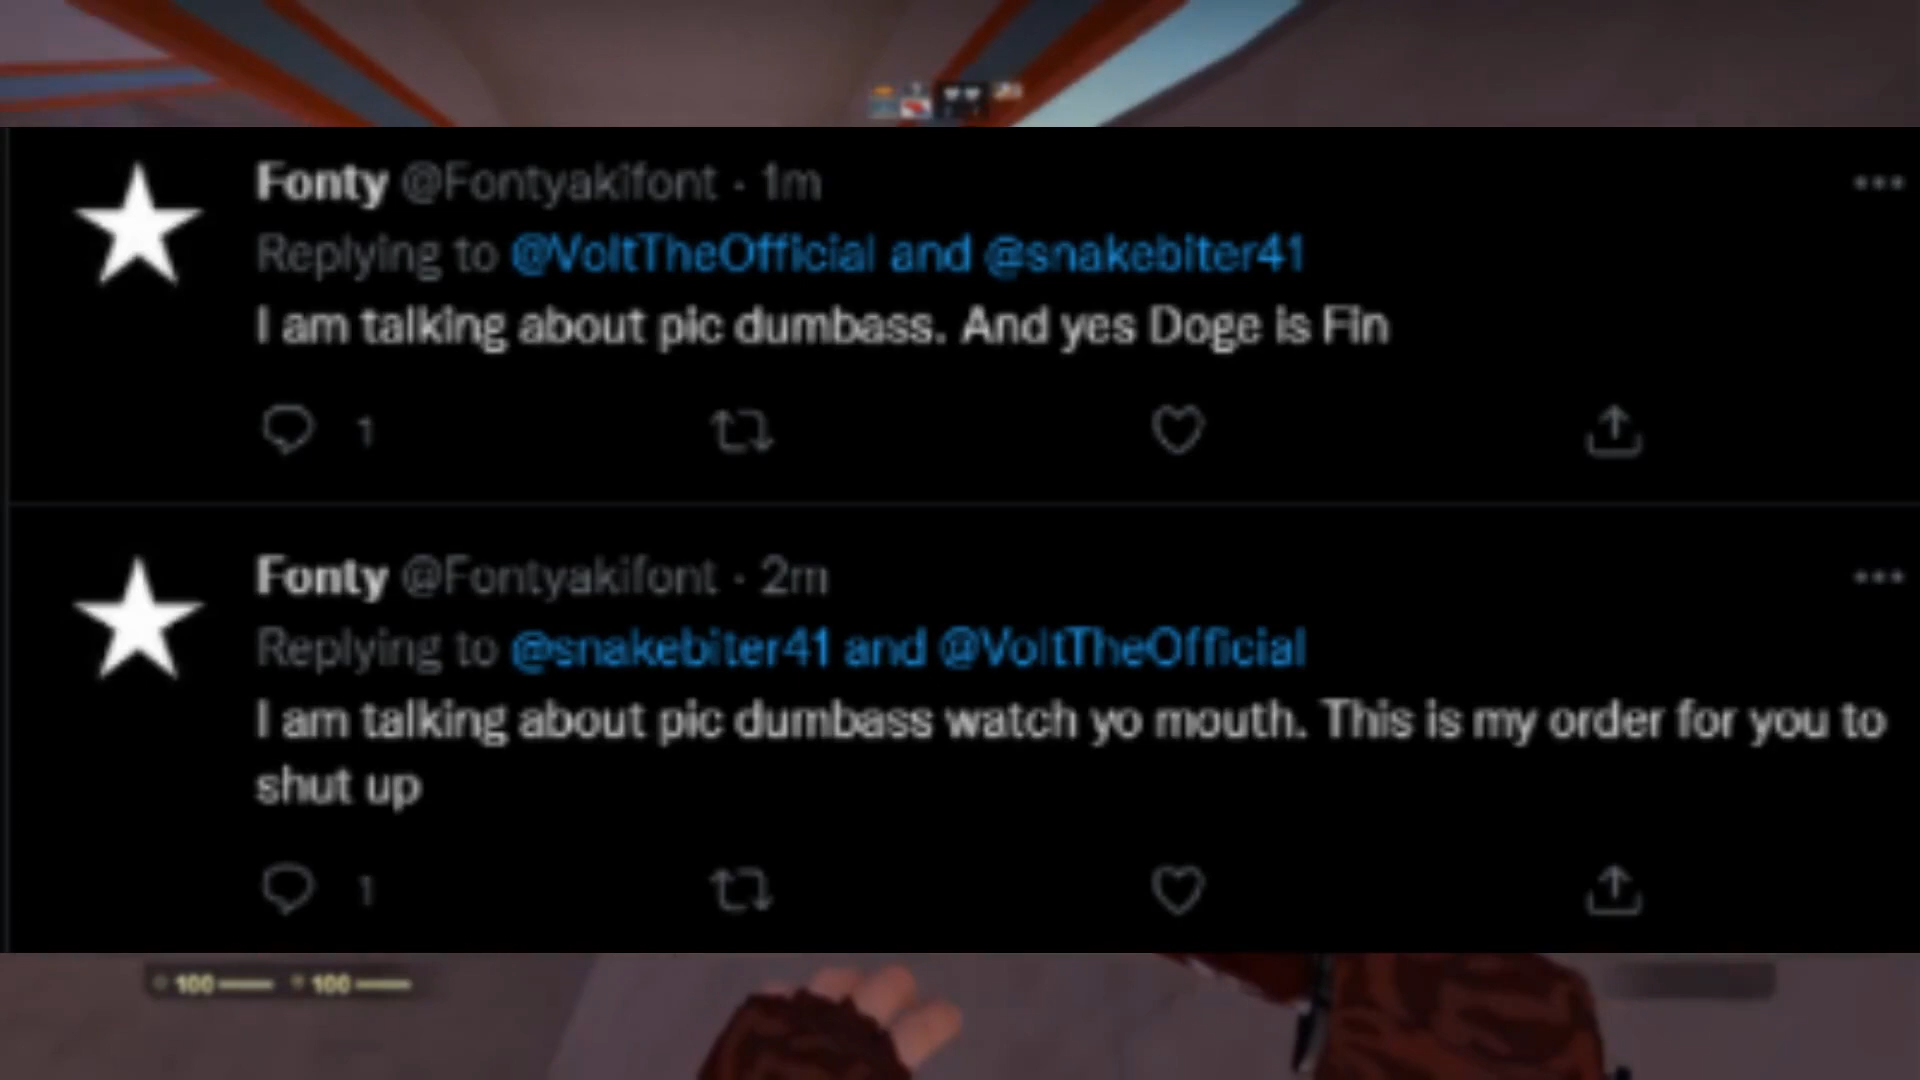 Fonty @Fontyakifont · 1m
Replying to @VoltTheOfficial and @snakebiter41
I am talking about pic dumbass. And yes Doge is Fin
1
Fonty @Fontyakifont · 2m
Replying to @snakebiter41 and @VoltTheOfficial
I am talking about pic dumbass watch yo mouth. This is my order for you to
shut up
1
100 100